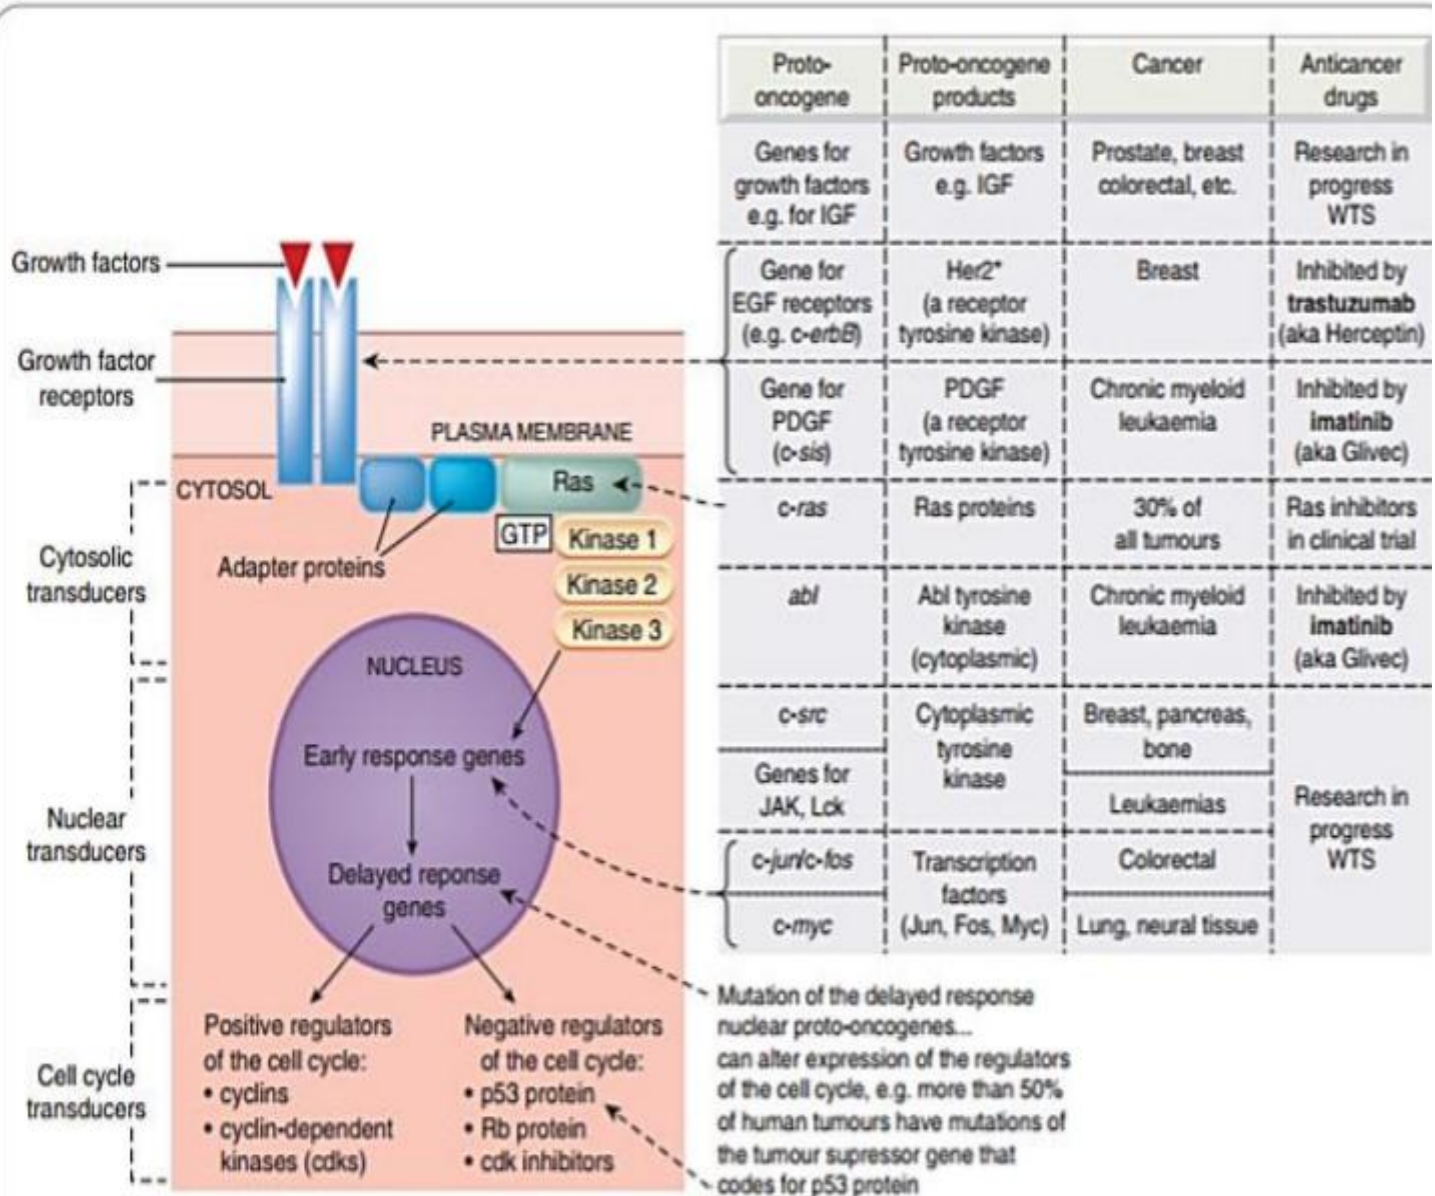 Proto-
oncogene
Proto-oncogene
products
Cancer
Anticancer
drugs
Genes for
growth factors
e.g. for IGF
Growth factors
e.g. IGF
Prostate, breast
colorectal, etc.
Research in
progress
WTS
Gene for
EGF receptors
(e.g. c-erbB)
Her2*
(a receptor
tyrosine kinase)
Breast
Inhibited by
trastuzumab
(aka Herceptin)
Gene for
PDGF
(c-sis)
PDGF
(a receptor
tyrosine kinase)
Chronic myeloid
leukaemia
Inhibited by
imatinib
(aka Glivec)
c-ras
Ras proteins
30% of
all tumours
Ras inhibitors
in clinical trial
abl
Abl tyrosine
kinase
(cytoplasmic)
Chronic myeloid
leukaemia
Inhibited by
imatinib
(aka Glivec)
c-src
Genes for
JAK, Lck
Cytoplasmic
tyrosine
kinase
Breast, pancreas,
bone
Leukaemias
c-jun/c-fos
c-myc
Transcription
factors
(Jun, Fos, Myc)
Colorectal
Lung, neural tissue
Research in
progress
WTS
Growth factors
Growth factor
receptors
PLASMA MEMBRANE
CYTOSOL
Ras
GTP
Kinase 1
Kinase 2
Kinase 3
Adapter proteins
Cytosolic
transducers
NUCLEUS
Early response genes
Delayed reponse
genes
Nuclear
transducers
Positive regulators
of the cell cycle:
• cyclins
• cyclin-dependent
kinases (cdks)
Negative regulators
of the cell cycle:
• p53 protein
• Rb protein
• cdk inhibitors
Cell cycle
transducers
Mutation of the delayed response
nuclear proto-oncogenes...
can alter expression of the regulators
of the cell cycle, e.g. more than 50%
of human tumours have mutations of
the tumour supressor gene that
codes for p53 protein